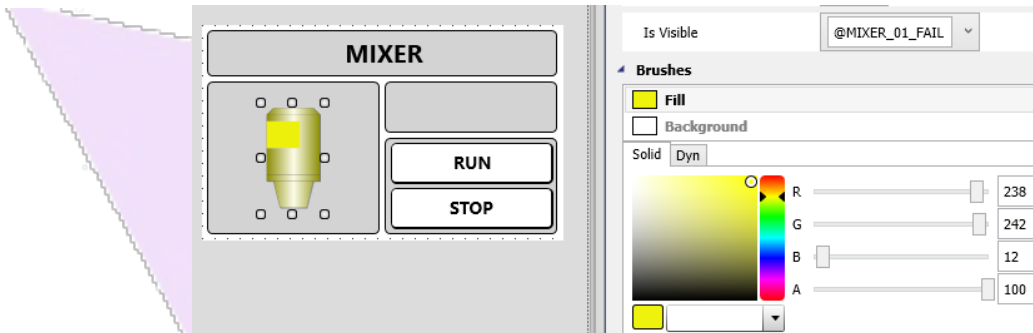 MIXER
RUN
STOP
Is Visible
@MIXER_01_FAIL
Brushes
Fill
Background
Solid
Dyn
R
238
G
242
B
12
A
100